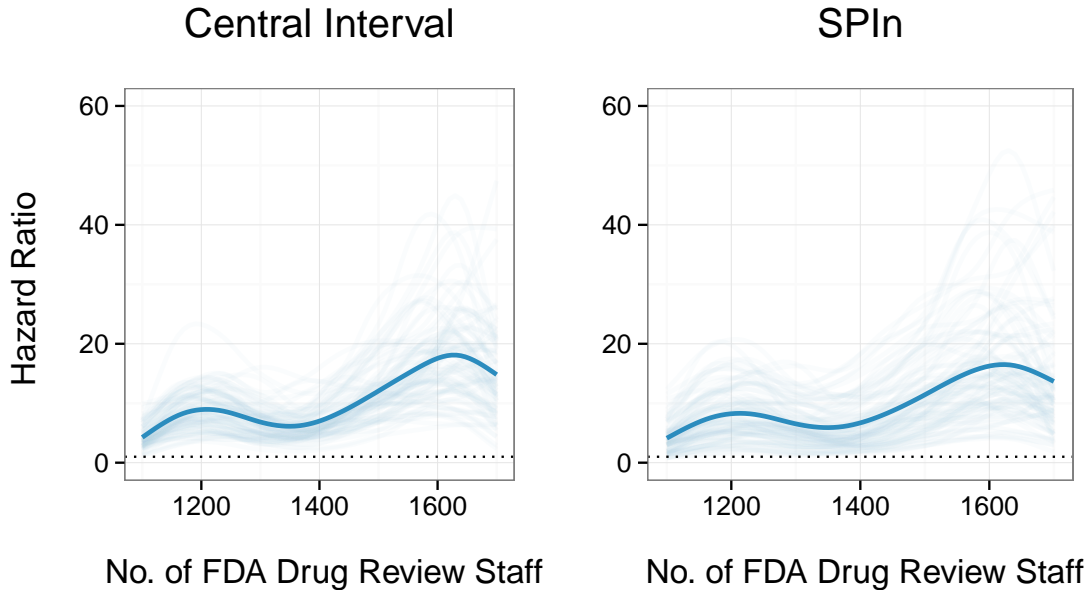 Central Interval
SPIn
Hazard Ratio
60
40
20
0
1200 1400 1600
No. of FDA Drug Review Staff
60
40
20
0
1200 1400 1600
No. of FDA Drug Review Staff